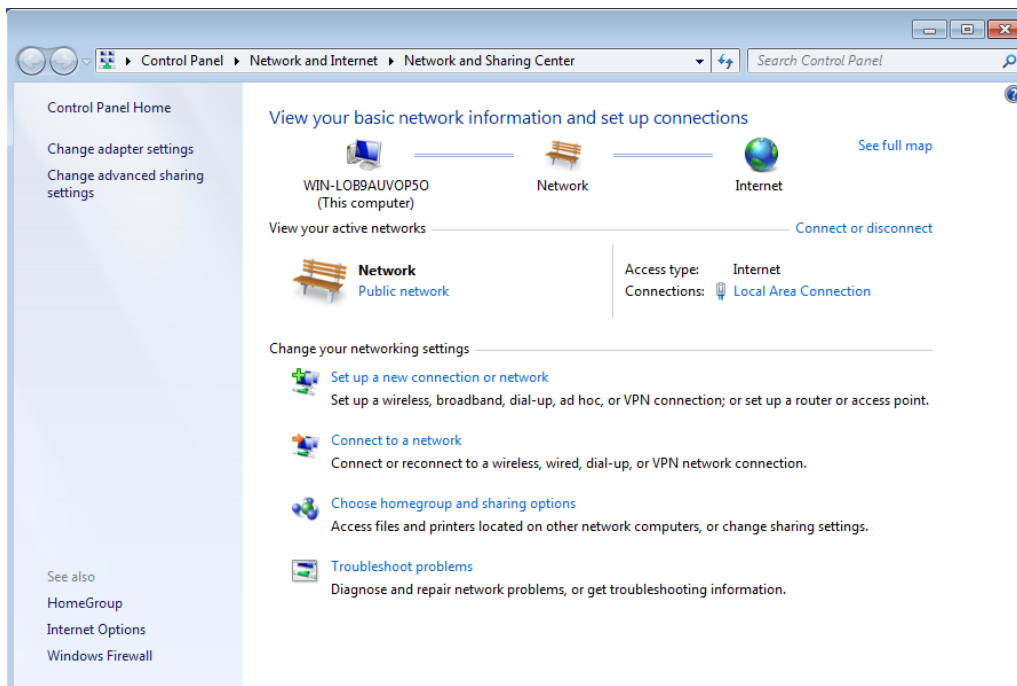 Control Panel ▸ Network and Internet ▸ Network and Sharing Center
Search Control Panel
Control Panel Home
Change adapter settings
Change advanced sharing
settings
View your basic network information and set up connections
See full map
WIN-LOB9AUVOP5O
(This computer)
Network
Internet
View your active networks
Connect or disconnect
Network
Public network
Access type: Internet
Connections: Local Area Connection
Change your networking settings
Set up a new connection or network
Set up a wireless, broadband, dial-up, ad hoc, or VPN connection; or set up a router or access point.
Connect to a network
Connect or reconnect to a wireless, wired, dial-up, or VPN network connection.
Choose homegroup and sharing options
Access files and printers located on other network computers, or change sharing settings.
Troubleshoot problems
Diagnose and repair network problems, or get troubleshooting information.
See also
HomeGroup
Internet Options
Windows Firewall